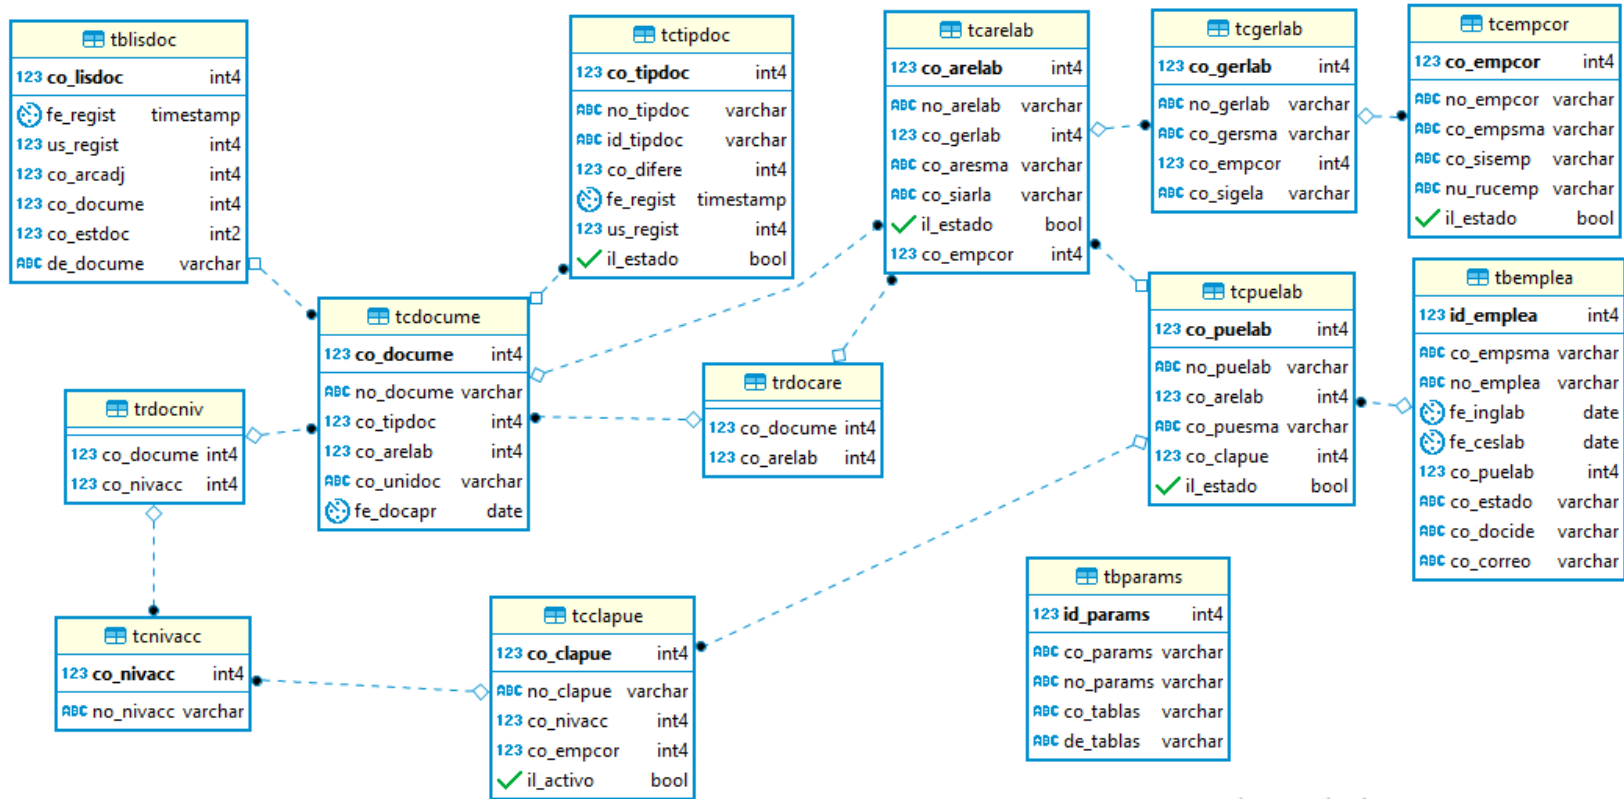 tblisdoc
123 co_lisdoc int4
fe_regist timestamp
123 us_regist int4
123 co_arcadj int4
123 co_docume int4
123 co_estdoc int2
ABC de_docume varchar
tctipdoc
123 co_tipdoc int4
ABC no_tipdoc varchar
ABC id_tipdoc varchar
123 co_difere int4
fe_regist timestamp
123 us_regist int4
il_estado bool
tcarelab
123 co_arelab int4
ABC no_arelab varchar
123 co_gerlab int4
ABC co_aresma varchar
ABC co_siarla varchar
il_estado bool
123 co_empcor int4
tcgerlab
123 co_gerlab int4
ABC no_gerlab varchar
ABC co_gersma varchar
123 co_empcor int4
ABC co_sigela varchar
tcempcor
123 co_empcor int4
ABC no_empcor varchar
ABC co_empsma varchar
ABC co_sisemp varchar
ABC nu_rucemp varchar
il_estado bool
tcdocume
123 co_docume int4
ABC no_docume varchar
123 co_tipdoc int4
123 co_arelab int4
ABC co_unidoc varchar
fe_docapr date
trdocare
123 co_docume int4
123 co_arelab int4
tcpuelab
123 co_puelab int4
ABC no_puelab varchar
123 co_arelab int4
ABC co_puesma varchar
123 co_clapue int4
il_estado bool
tbemplea
123 id_emplea int4
ABC co_empsma varchar
ABC no_emplea varchar
fe_inglab date
fe_ceslab date
123 co_puelab int4
ABC co_estado varchar
ABC co_docide varchar
ABC co_correo varchar
trdocniv
123 co_docume int4
123 co_nivacc int4
tcnivacc
123 co_nivacc int4
ABC no_nivacc varchar
tcclapue
123 co_clapue int4
ABC no_clapue varchar
123 co_nivacc int4
123 co_empcor int4
il_activo bool
tbparams
123 id_params int4
ABC co_params varchar
ABC no_params varchar
ABC co_tablas varchar
ABC de_tablas varchar